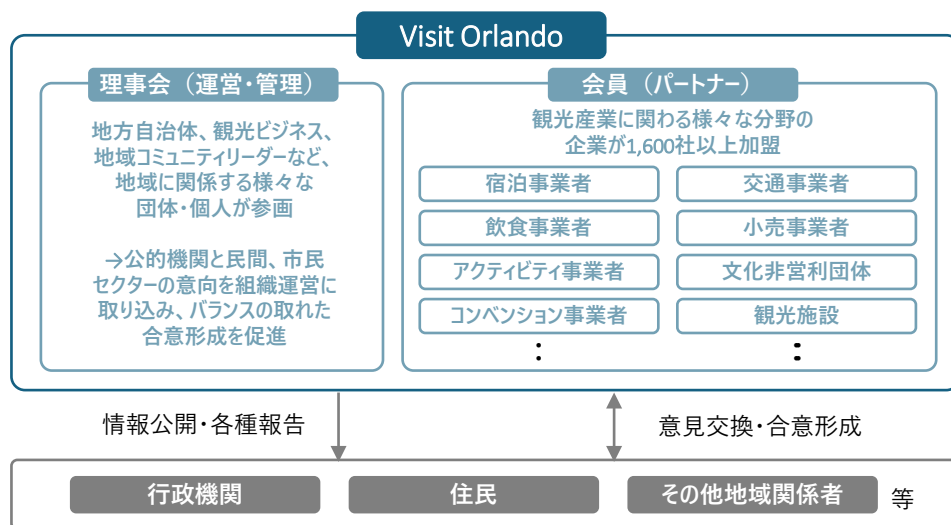 Visit Orlando
理事会（運営・管理）
地方自治体、観光ビジネス、
地域コミュニティリーダーなど、
地域に関係する様々な
団体・個人が参画
→公的機関と民間、市民
セクターの意向を組織運営に
取り込み、バランスの取れた
合意形成を促進
会員（パートナー）
観光産業に関わる様々な分野の
企業が1,600社以上加盟
宿泊事業者
交通事業者
飲食事業者
小売事業者
アクティビティ事業者
文化非営利団体
コンベンション事業者
観光施設
：
：
情報公開・各種報告
意見交換・合意形成
行政機関
住民
その他地域関係者
等